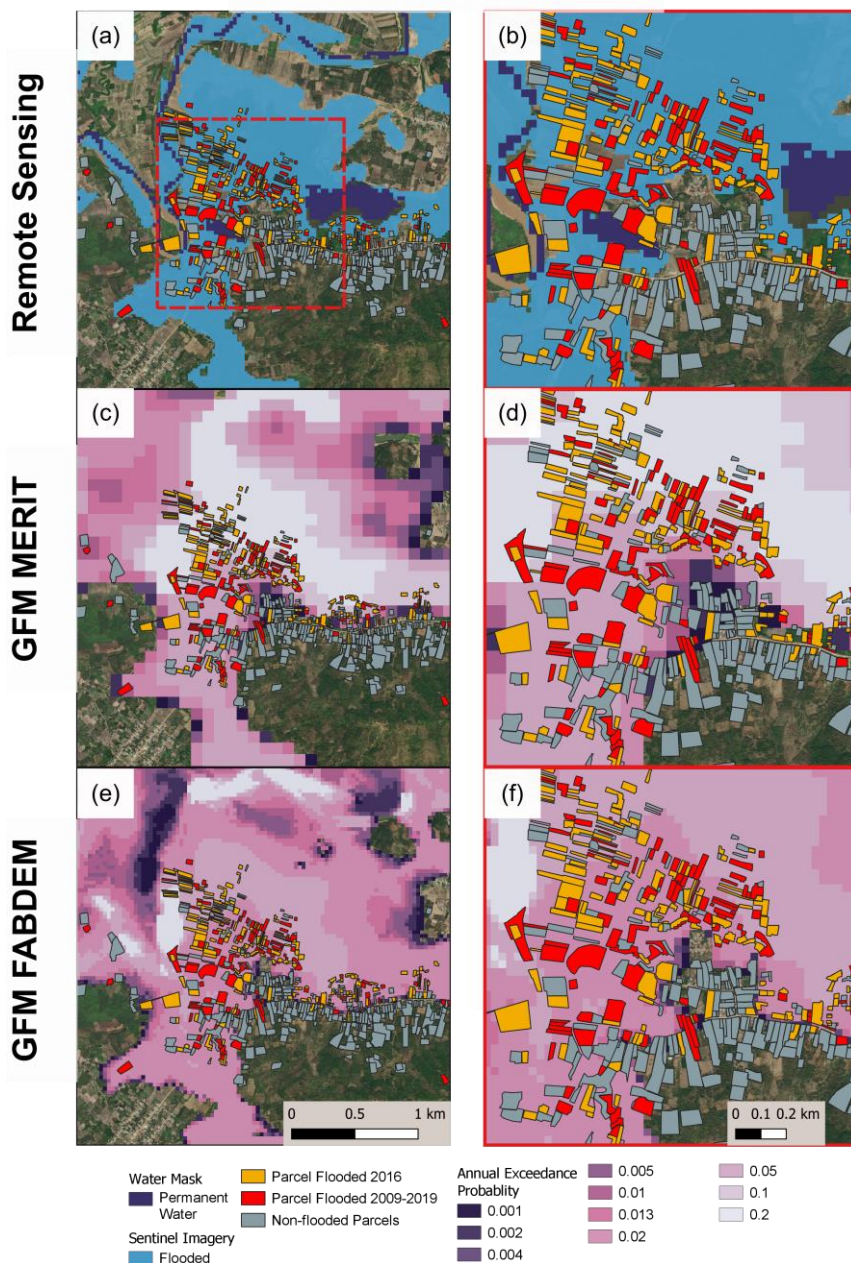 Remote Sensing
(a)
(b)
GFM MERIT
(c)
(d)
GFM FABDEM
(e)
(f)
0 0.5 1 km
0 0.1 0.2 km
Water Mask
Permanent
Water
Sentinel Imagery
Flooded
Parcel Flooded 2016
Parcel Flooded 2009-2019
Non-flooded Parcels
Annual Exceedance
Probablity
0.001
0.002
0.004
0.005
0.01
0.013
0.02
0.05
0.1
0.2